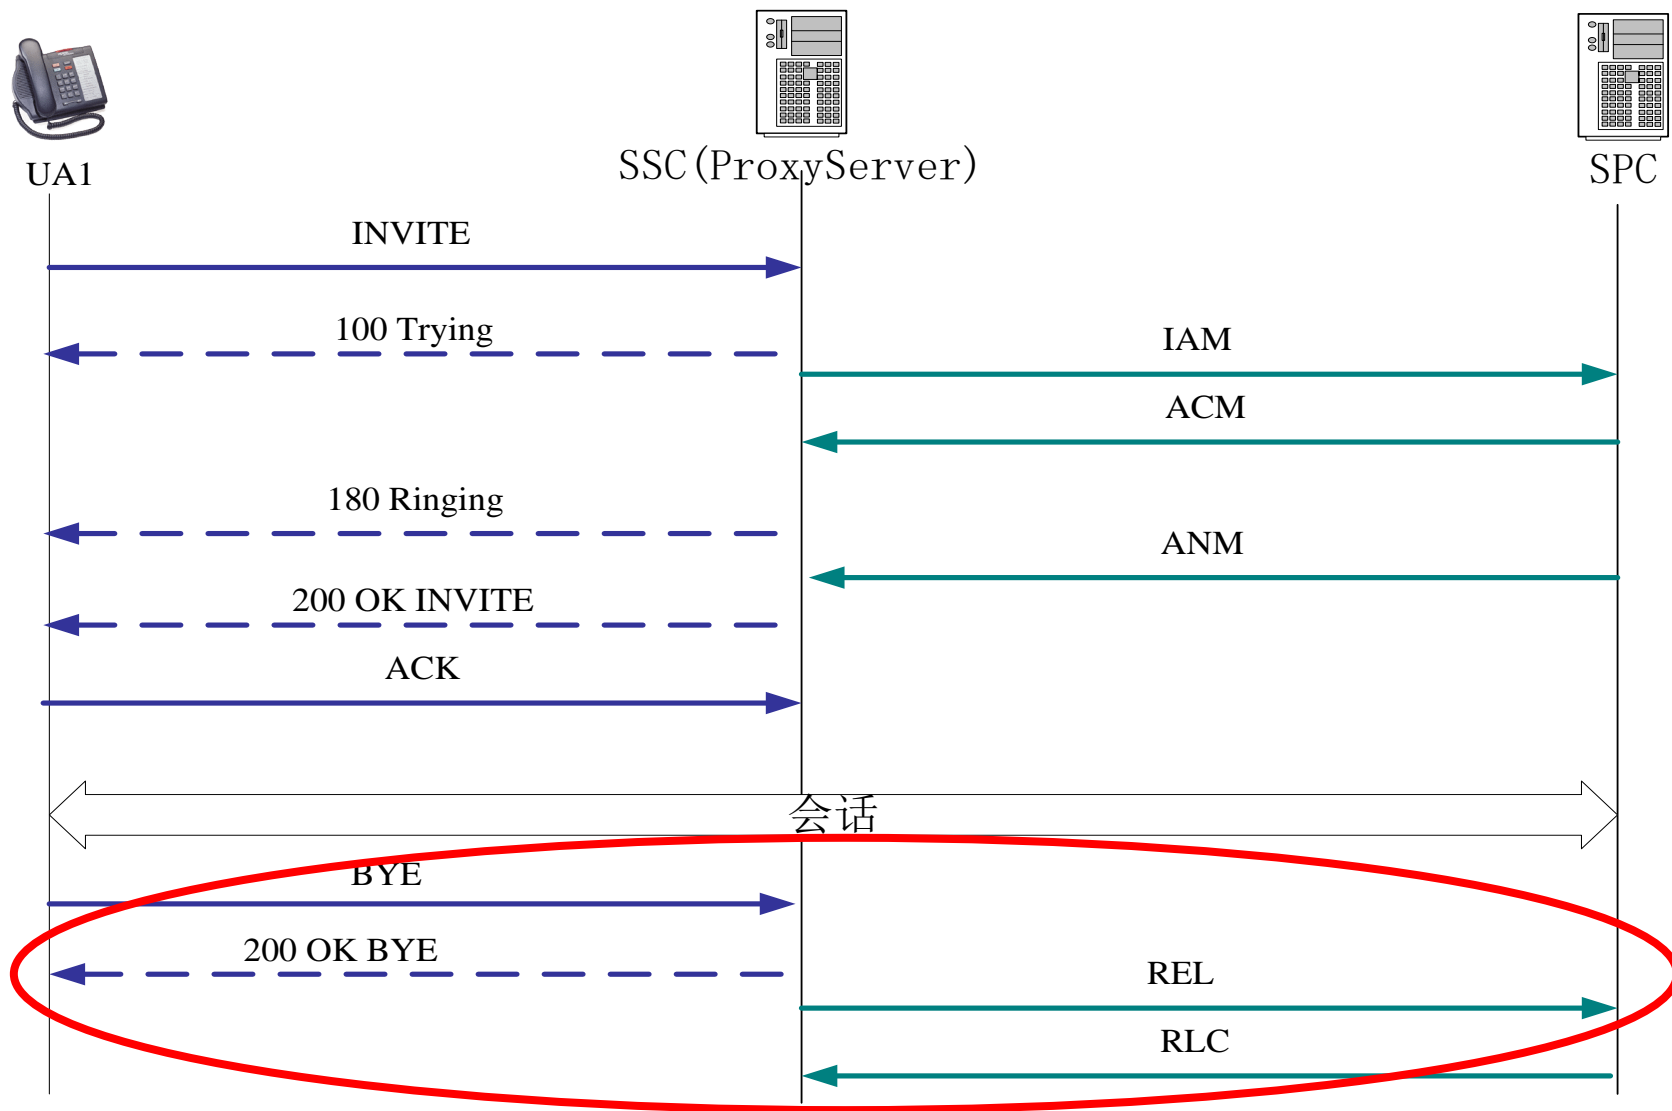 UA1
SSC(ProxyServer)
SPC
INVITE
100 Trying
IAM
ACM
180 Ringing
ANM
200 OK INVITE
ACK
会话
BYE
200 OK BYE
REL
RLC